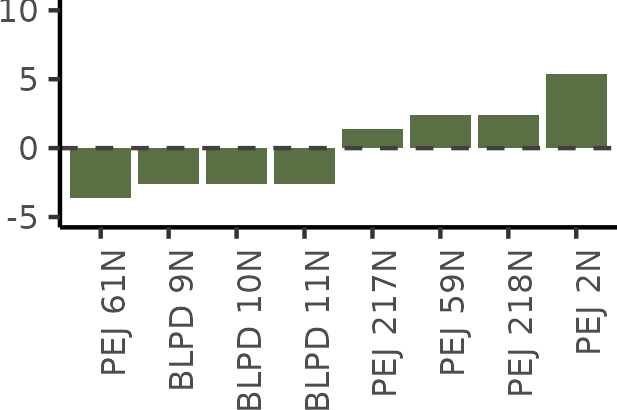 10
5
0
-5
PEJ 61N
BLPD 9N
BLPD 10N
BLPD 11N
PEJ 217N
PEJ 59N
PEJ 218N
PEJ 2N